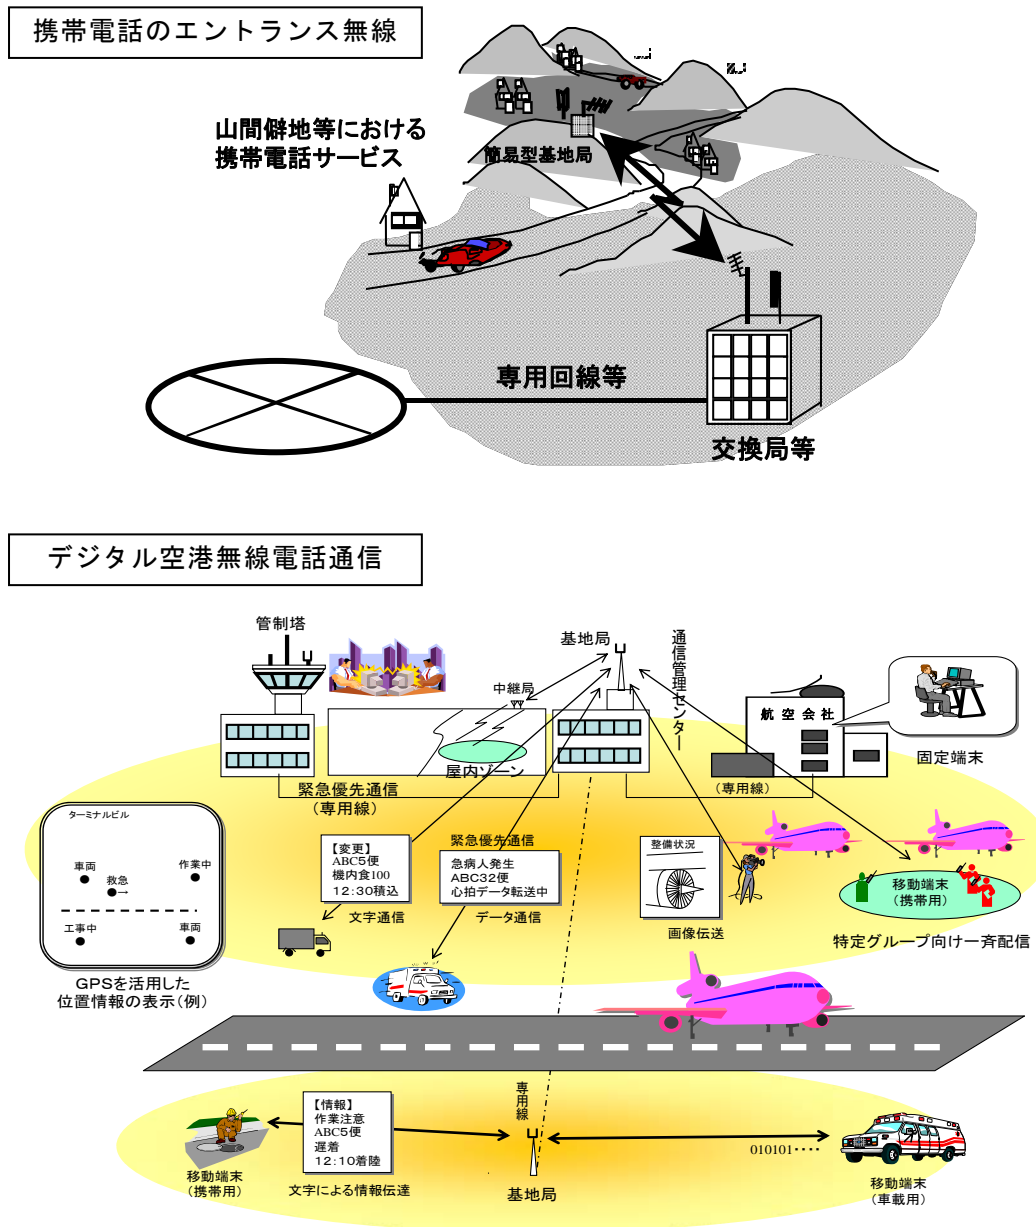 携帯電話のエントランス無線
山間僻地等における
携帯電話サービス
簡易型基地局
専用回線等
交換局等
デジタル空港無線電話通信
管制塔
基地局
通信管理センター
中継局
航空会社
固定端末
屋内ゾーン
緊急優先通信
(専用線)
(専用線)
ターミナルビル
車両
作業中
救急
→
工事中
車両
GPSを活用した
位置情報の表示(例)
【変更】
ABC5便
機内食100
12:30積込
文字通信
緊急優先通信
急病人発生
ABC32便
心拍データ転送中
データ通信
整備状況
画像伝送
移動端末
(携帯用)
特定グループ向け一斉配信
専用線
【情報】
作業注意
ABC5便
遅着
12:10着陸
文字による情報伝達
移動端末
(携帯用)
基地局
010101････
移動端末
(車載用)